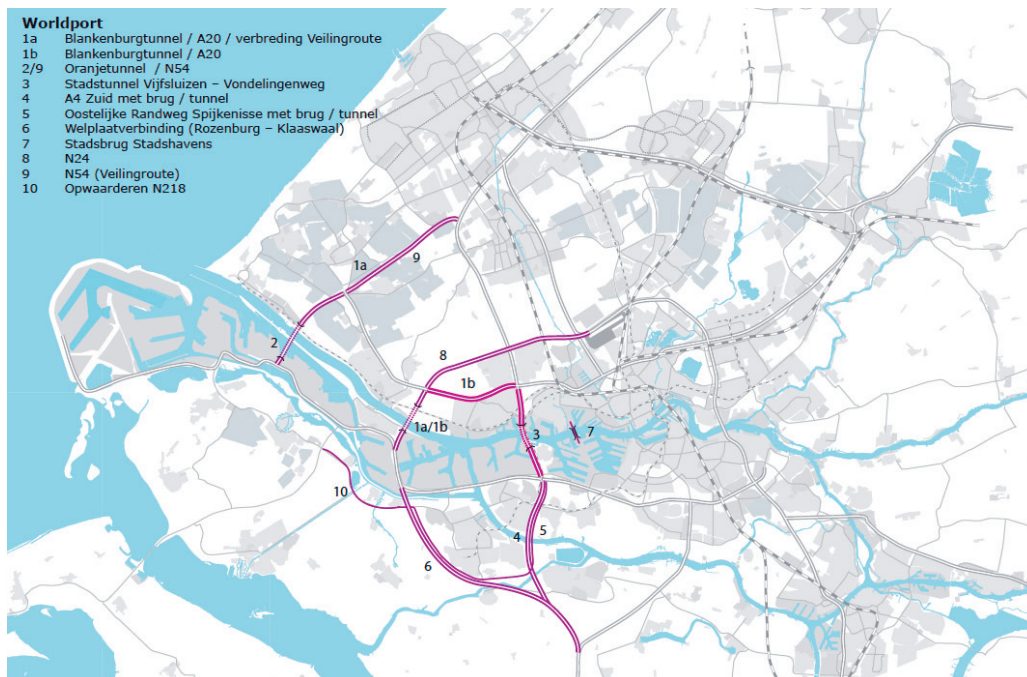 Worldport
1a Blankenburgtunnel / A20 / verbreding Veilingroute
1b Blankenburgtunnel / A20
2/9 Oranjetunnel / N54
3 Stadstunnel Vijfsluizen – Vondelingenweg
4 A4 Zuid met brug / tunnel
5 Oostelijke Randweg Spijkenisse met brug / tunnel
6 Welplaatverbinding (Rozenburg – Klaaswaal)
7 Stadsbrug Stadshavens
8 N24
9 N54 (Veilingroute)
10 Opwaarderen N218
9
1a
2
8
1b
1a/1b
3
7
10
5
4
6